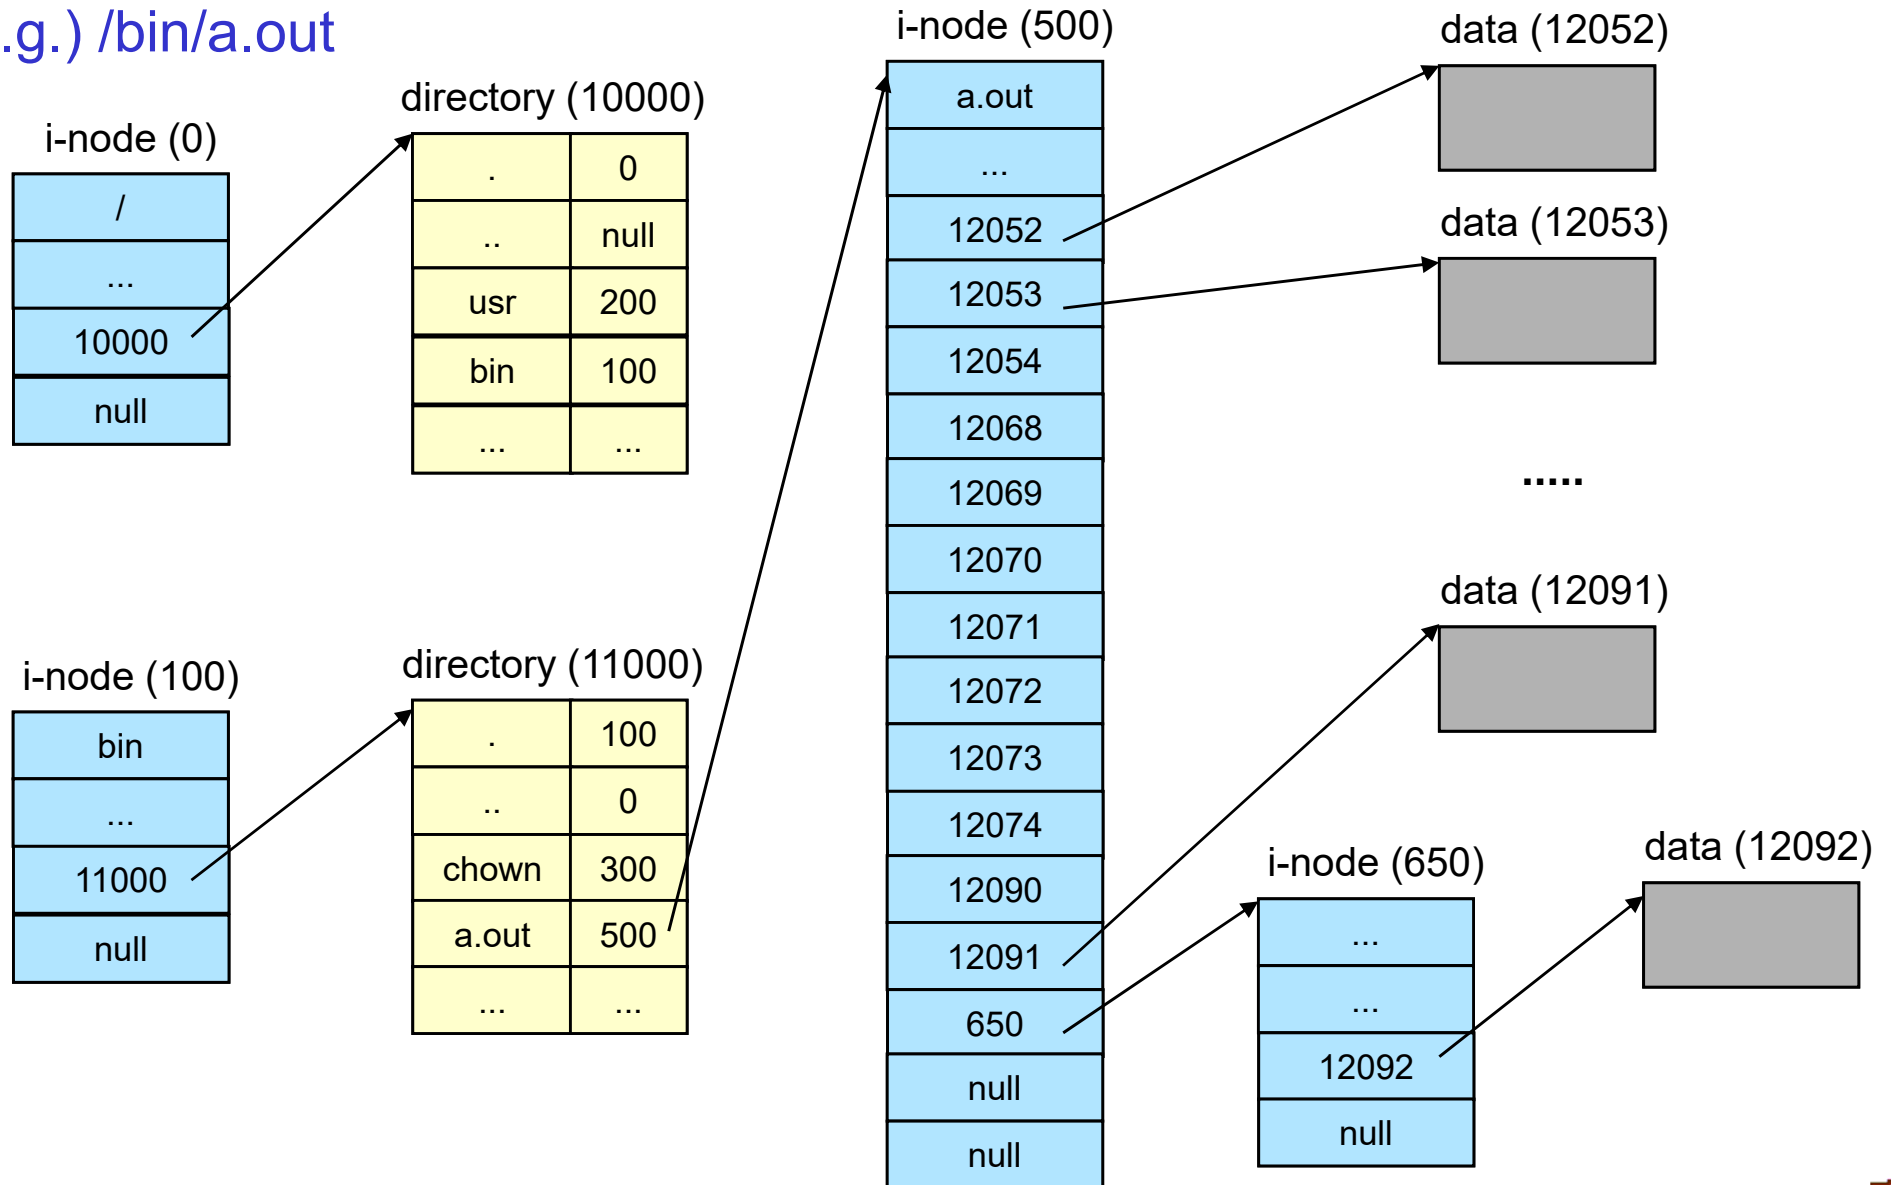 .g.) /bin/a.out
i-node (0)
/
...
10000
null
directory (10000)
. 0
.. null
usr 200
bin 100
... ...
i-node (100)
bin
...
11000
null
directory (11000)
. 100
.. 0
chown 300
a.out 500
... ...
i-node (500)
a.out
...
12052
12053
12054
12068
12069
12070
12071
12072
12073
12074
12090
12091
650
null
null
data (12052)
data (12053)
.....
data (12091)
i-node (650)
...
...
12092
null
data (12092)